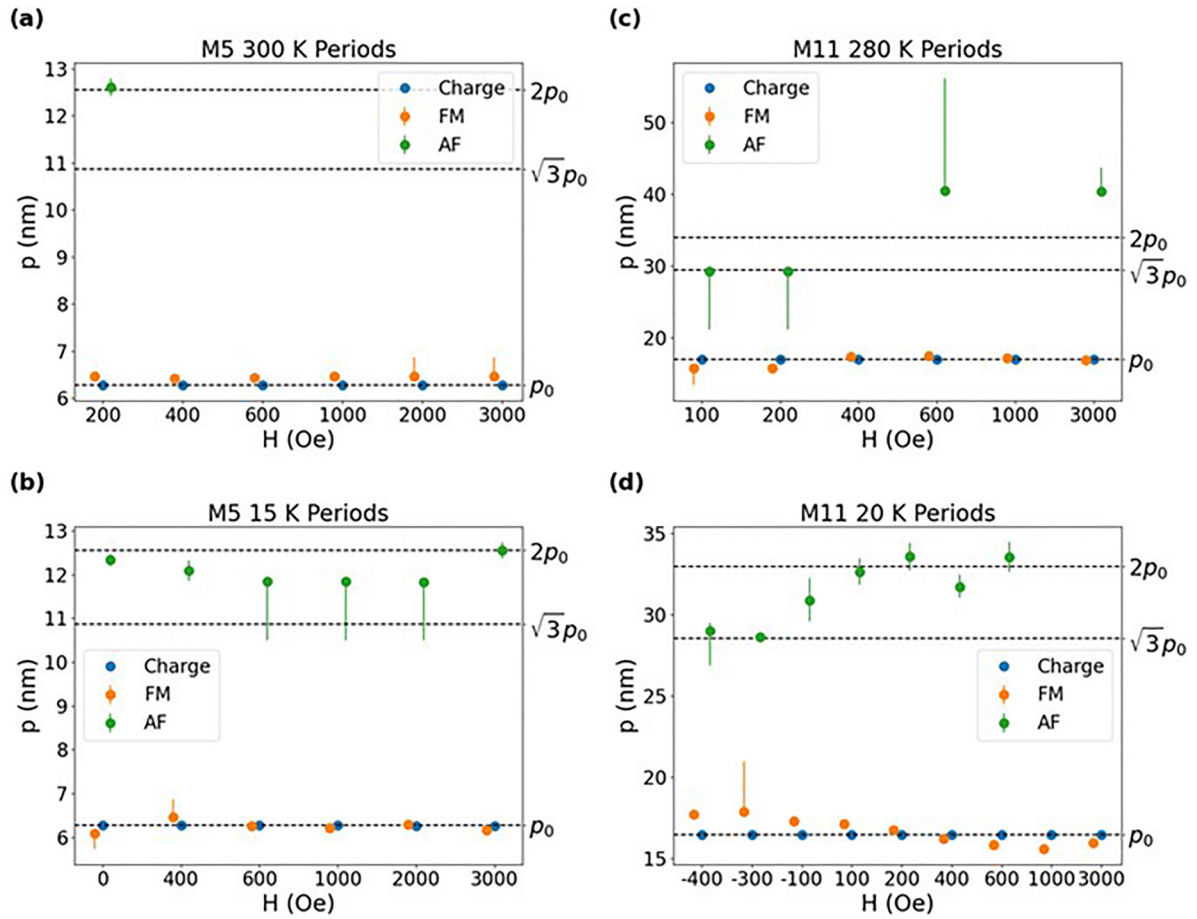 (a)
M5 300 K Periods
p (nm)
13
12
11
10
9
8
7
6
2p₀
√3p₀
p₀
Charge
FM
AF
200 400 600 1000 2000 3000
H (Oe)
(c)
M11 280 K Periods
p (nm)
50
40
30
20
2p₀
√3p₀
p₀
Charge
FM
AF
100 200 400 600 1000 3000
H (Oe)
(b)
M5 15 K Periods
p (nm)
13
12
11
10
9
8
7
6
2p₀
√3p₀
p₀
Charge
FM
AF
0 400 600 1000 2000 3000
H (Oe)
(d)
M11 20 K Periods
p (nm)
35
30
25
20
15
2p₀
√3p₀
p₀
Charge
FM
AF
-400 -300 -100 100 200 400 600 1000 3000
H (Oe)